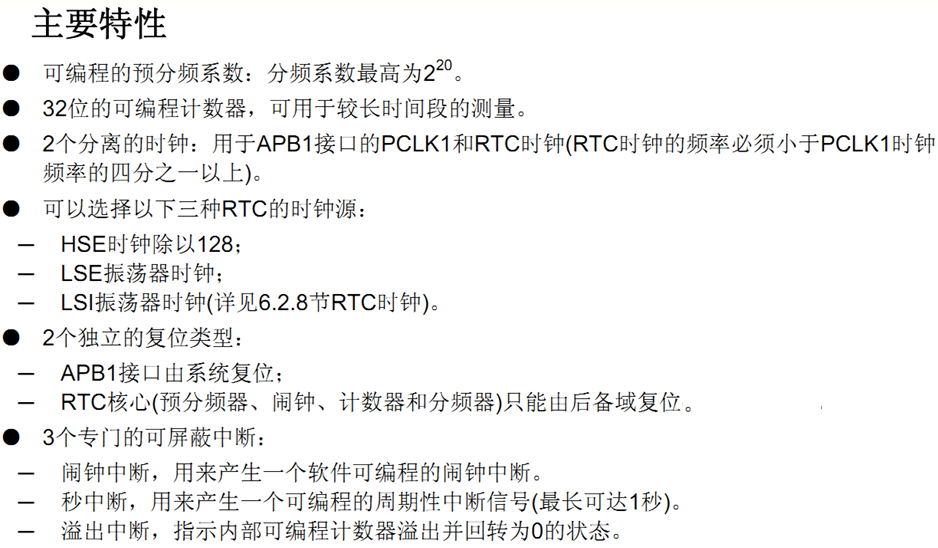 主要特性
● 可编程的预分频系数：分频系数最高为2²⁰。
● 32位的可编程计数器，可用于较长时间段的测量。
● 2个分离的时钟：用于APB1接口的PCLK1和RTC时钟(RTC时钟的频率必须小于PCLK1时钟
频率的四分之一以上)。
● 可以选择以下三种RTC的时钟源：
— HSE时钟除以128；
— LSE振荡器时钟；
— LSI振荡器时钟(详见6.2.8节RTC时钟)。
● 2个独立的复位类型：
— APB1接口由系统复位；
— RTC核心(预分频器、闹钟、计数器和分频器)只能由后备域复位。
● 3个专门的可屏蔽中断：
— 闹钟中断，用来产生一个软件可编程的闹钟中断。
— 秒中断，用来产生一个可编程的周期性中断信号(最长可达1秒)。
— 溢出中断，指示内部可编程计数器溢出并回转为0的状态。